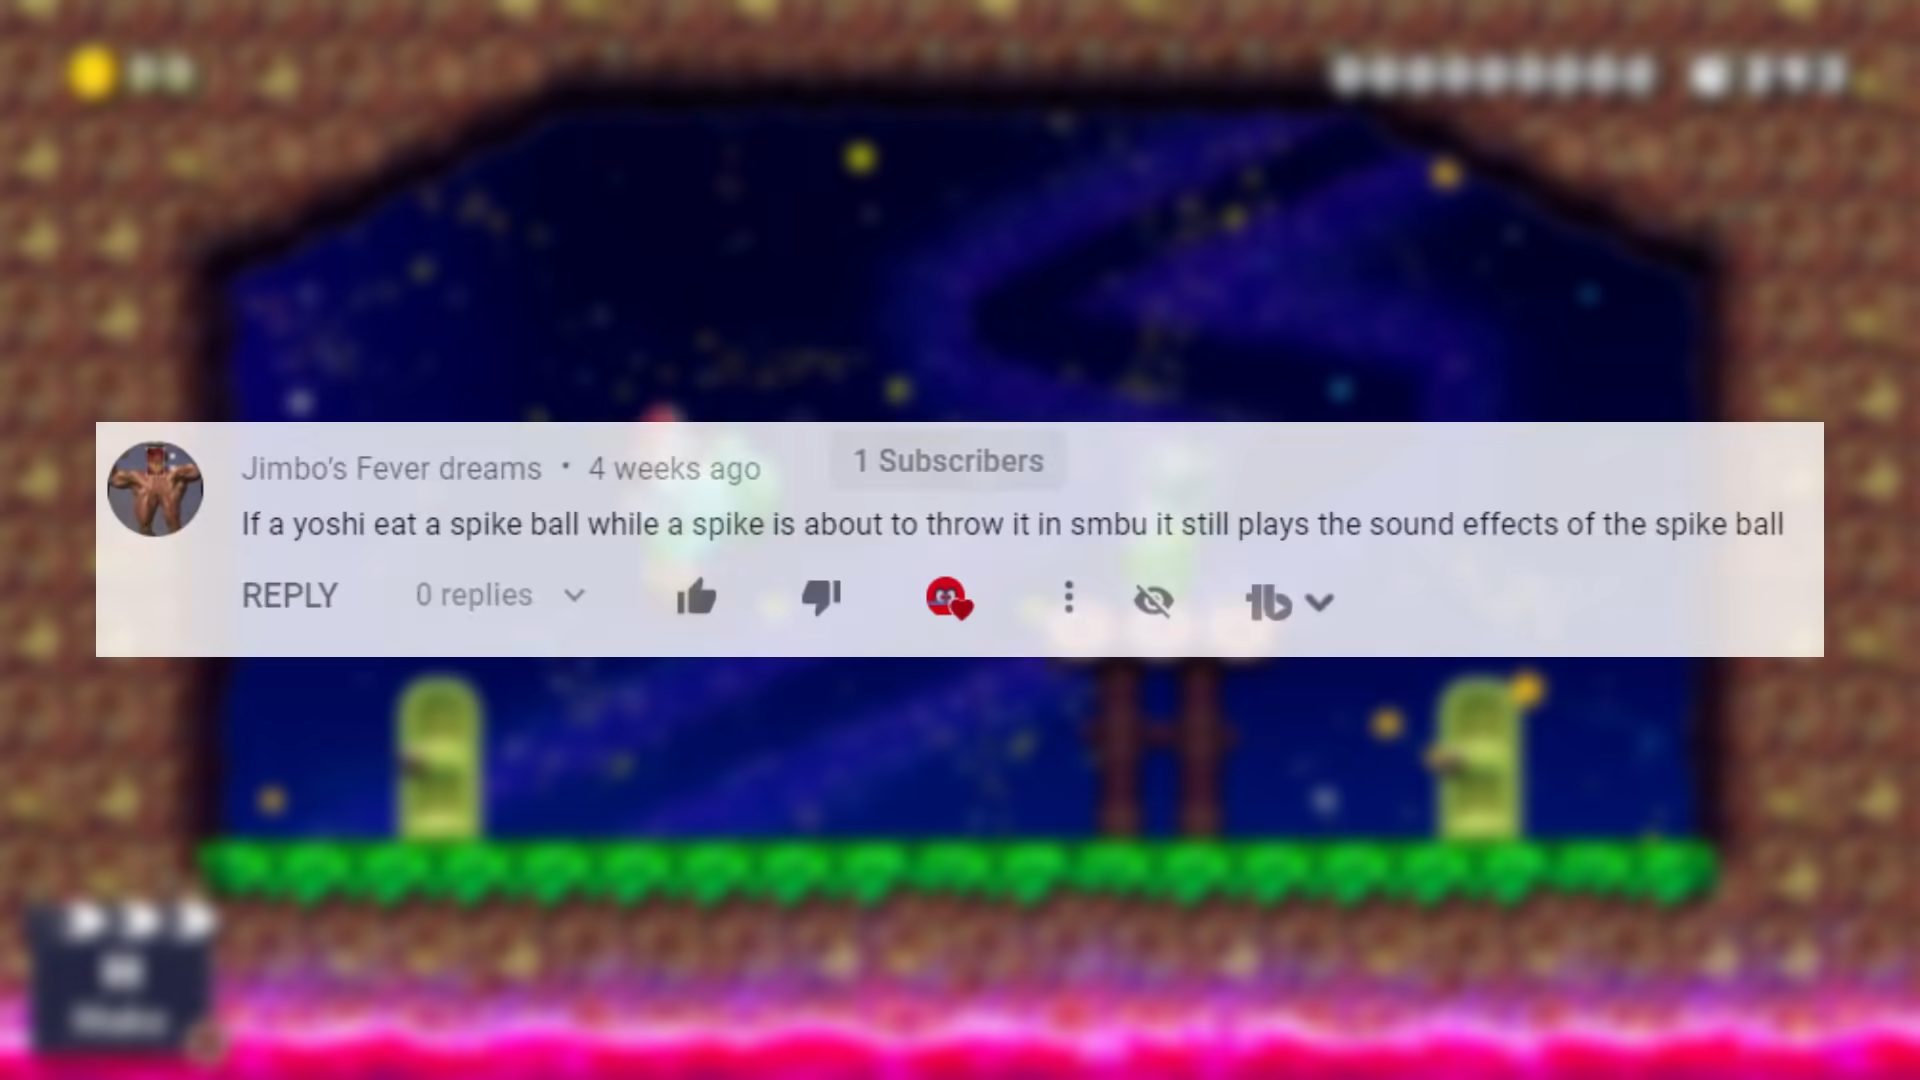 Jimbo's Fever dreams • 4 weeks ago 1 Subscribers
If a yoshi eat a spike ball while a spike is about to throw it in smbu it still plays the sound effects of the spike ball
REPLY 0 replies